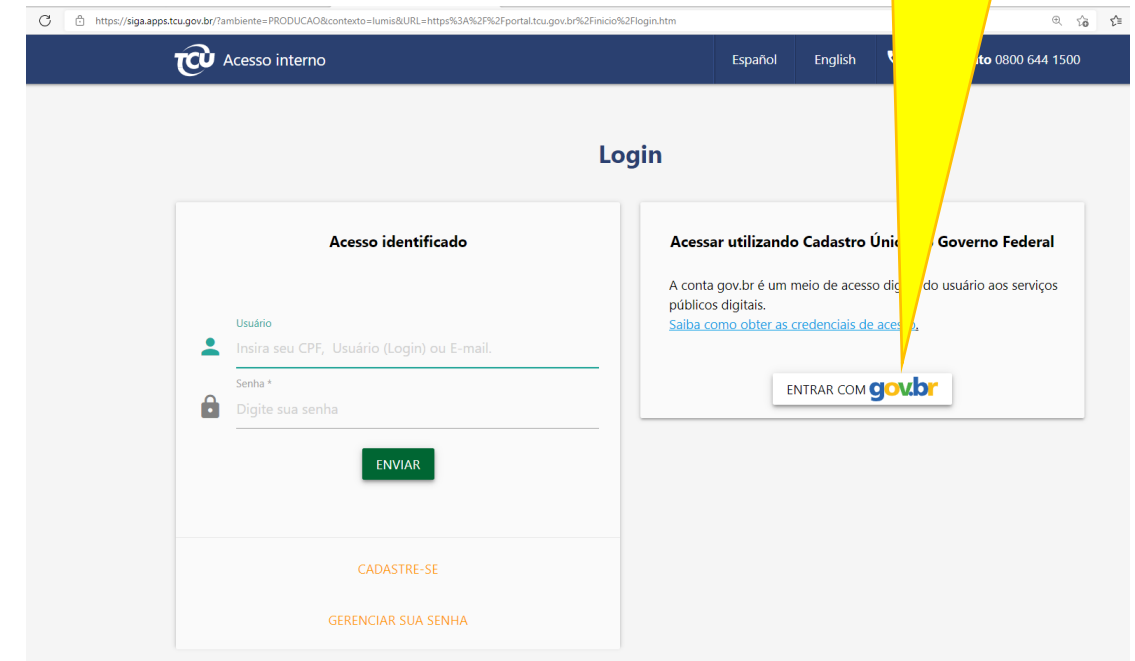 https://siga.apps.tcu.gov.br/?ambiente=PRODUCAO&contexto=lumis&URL=https%3A%2F%2Fportal.tcu.gov.br%2Finicio%2Flogin.htm
TCU Acesso interno
Español
English
to 0800 644 1500
Login
Acesso identificado
Usuário
Insira seu CPF, Usuário (Login) ou E-mail.
Senha *
Digite sua senha
ENVIAR
CADASTRE-SE
GERENCIAR SUA SENHA
Acessar utilizando Cadastro Governo Federal
A conta gov.br é um meio de acesso do usuário aos serviços
públicos digitais.
Saiba como obter as credenciais de
ENTRAR COM gov.br